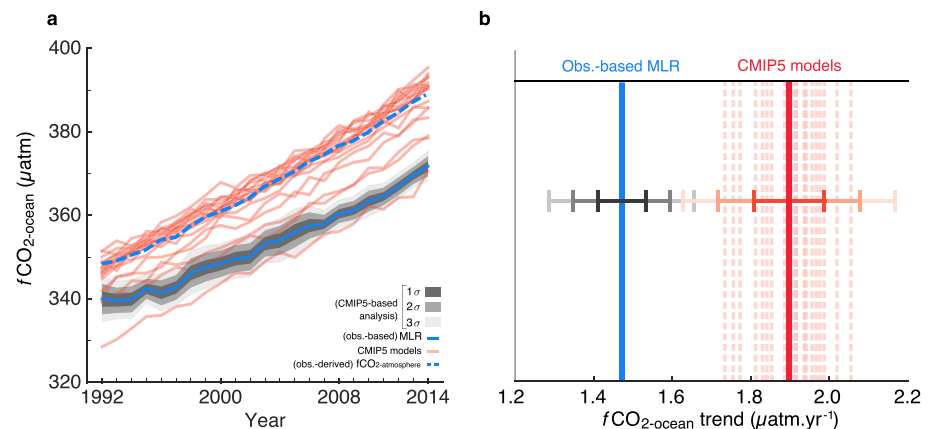 a
fCO2-ocean (µatm)
400
380
360
340
320
1992
2000
2008
2014
Year
(CMIP5-based analysis)
1σ
2σ
3σ
(obs.-based) MLR
CMIP5 models
(obs.-derived) fCO2-atmosphere
b
Obs.-based MLR
CMIP5 models
1.2
1.4
1.6
1.8
2.0
2.2
fCO2-ocean trend (µatm.yr-1)